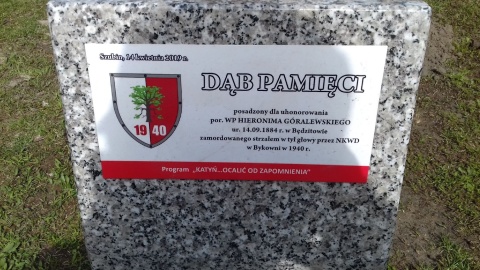 Szubin, 14 kwietnia 2019 r.
DĄB PAMIĘCI
posadzony dla uhonorowania
por. WP HIERONIMA GÓRALEWSKIEGO
ur. 14.09.1884 r. w Będzitowie
zamordowanego strzałem w tył głowy przez NKWD
w Bykowni w 1940 r.
19 40
Program „KATYŃ...OCALIĆ OD ZAPOMNIENIA"